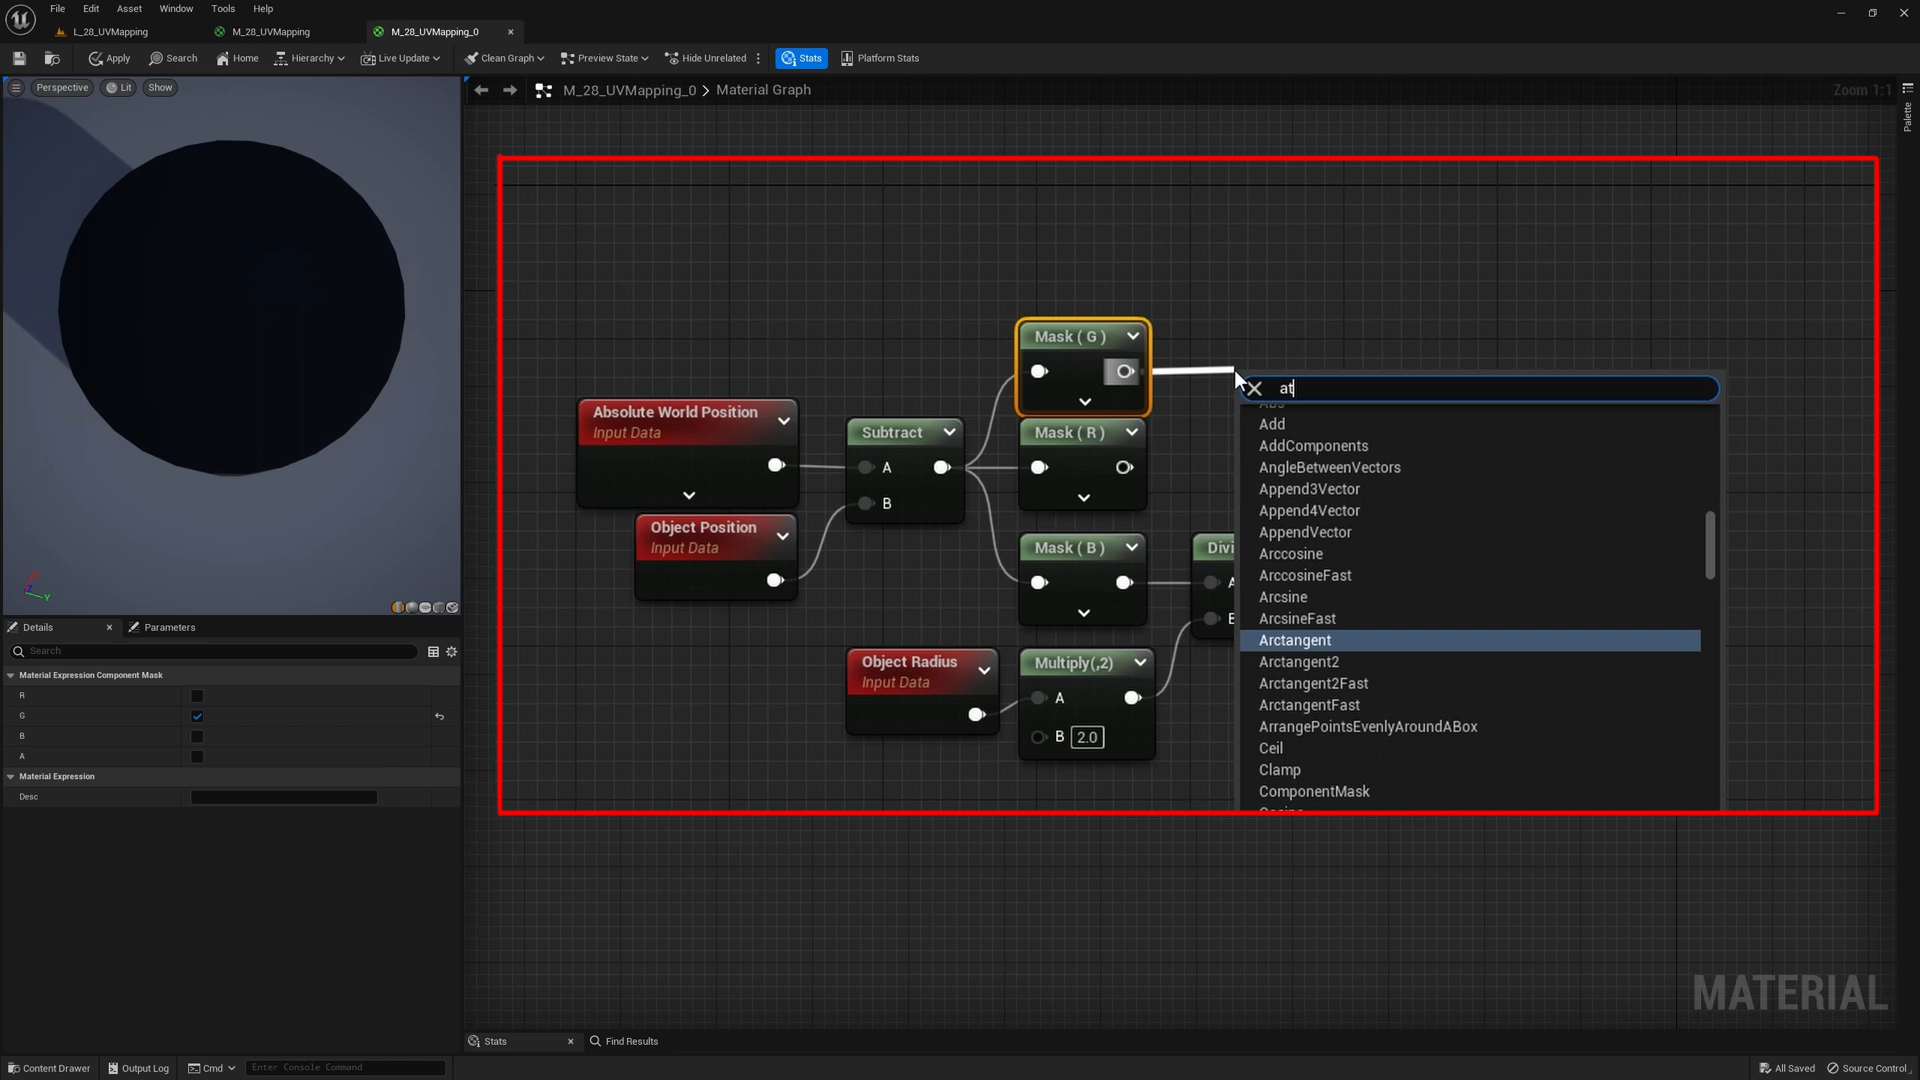 File Edit Asset Window Tools Help
L_28_UVMapping M_28_UVMapping M_28_UVMapping_0
Apply Search Home Hierarchy Live Update Clean Graph Preview State Hide Unrelated Stats Platform Stats
Perspective Lit Show
M_28_UVMapping_0 > Material Graph
Zoom 1:1
Palette
Mask ( G )
at
Absolute World Position
Input Data
Subtract
A
B
Mask ( R )
Object Position
Input Data
Mask ( B )
Divi
A
Object Radius
Input Data
Multiply(,2)
A
B 2.0
Add
AddComponents
AngleBetweenVectors
Append3Vector
Append4Vector
AppendVector
Arccosine
ArccosineFast
Arcsine
ArcsineFast
Arctangent
Arctangent2
Arctangent2Fast
ArctangentFast
ArrangePointsEvenlyAroundABox
Ceil
Clamp
ComponentMask
Y
Details Parameters
Search
Material Expression Component Mask
R
G
B
A
Material Expression
Desc
MATERIAL
Stats Find Results
Content Drawer Output Log Cmd Enter Console Command All Saved Source Control